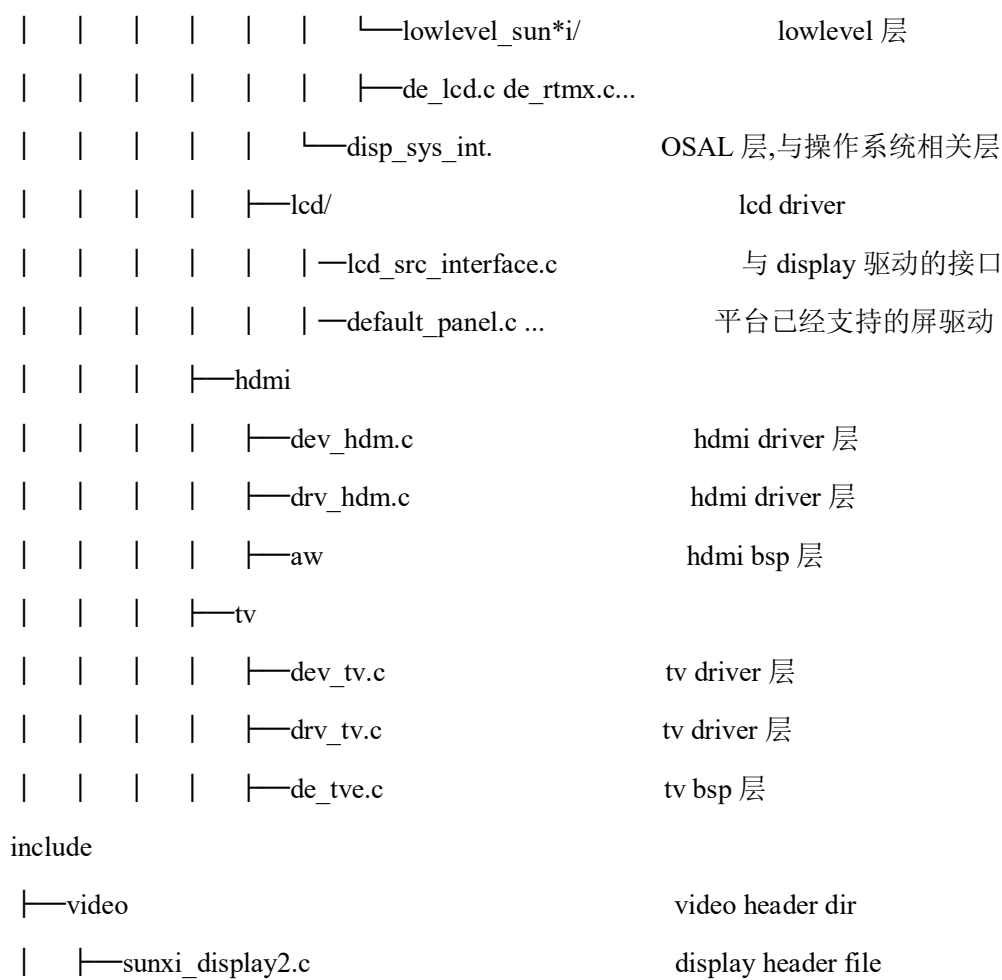 │ │ │ │ │ │ └──lowlevel_sun*i/ lowlevel 层
│ │ │ │ │ │ ├──de_lcd.c de_rtmx.c...
│ │ │ │ │ └──disp_sys_int. OSAL 层,与操作系统相关层
│ │ │ │ ├──lcd/ lcd driver
│ │ │ │ │ │─lcd_src_interface.c 与 display 驱动的接口
│ │ │ │ │ │─default_panel.c ... 平台已经支持的屏驱动
│ │ │ ├──hdmi
│ │ │ │ ├──dev_hdm.c hdmi driver 层
│ │ │ │ ├──drv_hdm.c hdmi driver 层
│ │ │ │ ├──aw hdmi bsp 层
│ │ │ ├──tv
│ │ │ │ ├──dev_tv.c tv driver 层
│ │ │ │ ├──drv_tv.c tv driver 层
│ │ │ │ ├──de_tve.c tv bsp 层
include
├──video video header dir
│ ├──sunxi_display2.c display header file